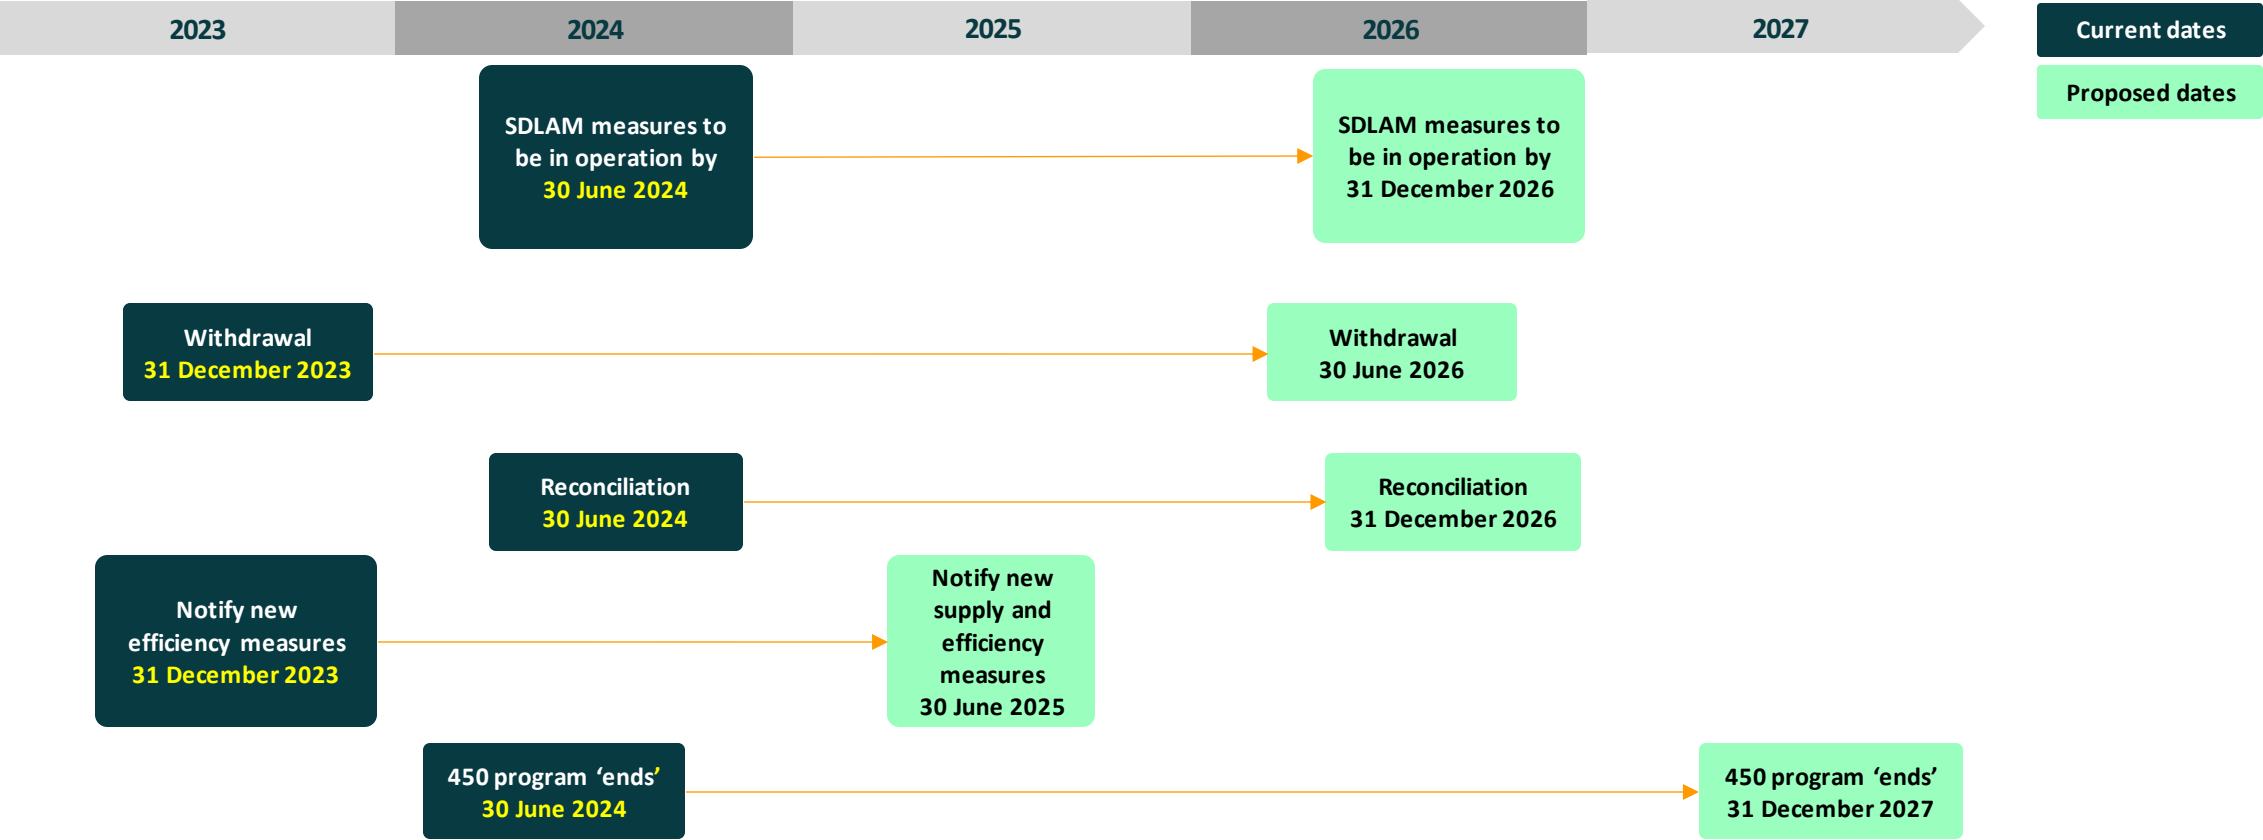 2023
2024
2025
2026
2027
Current dates
Proposed dates
SDLAM measures to
be in operation by
30 June 2024
SDLAM measures to
be in operation by
31 December 2026
Withdrawal
31 December 2023
Withdrawal
30 June 2026
Reconciliation
30 June 2024
Reconciliation
31 December 2026
Notify new
efficiency measures
31 December 2023
Notify new
supply and
efficiency
measures
30 June 2025
450 program ‘ends’
30 June 2024
450 program ‘ends’
31 December 2027